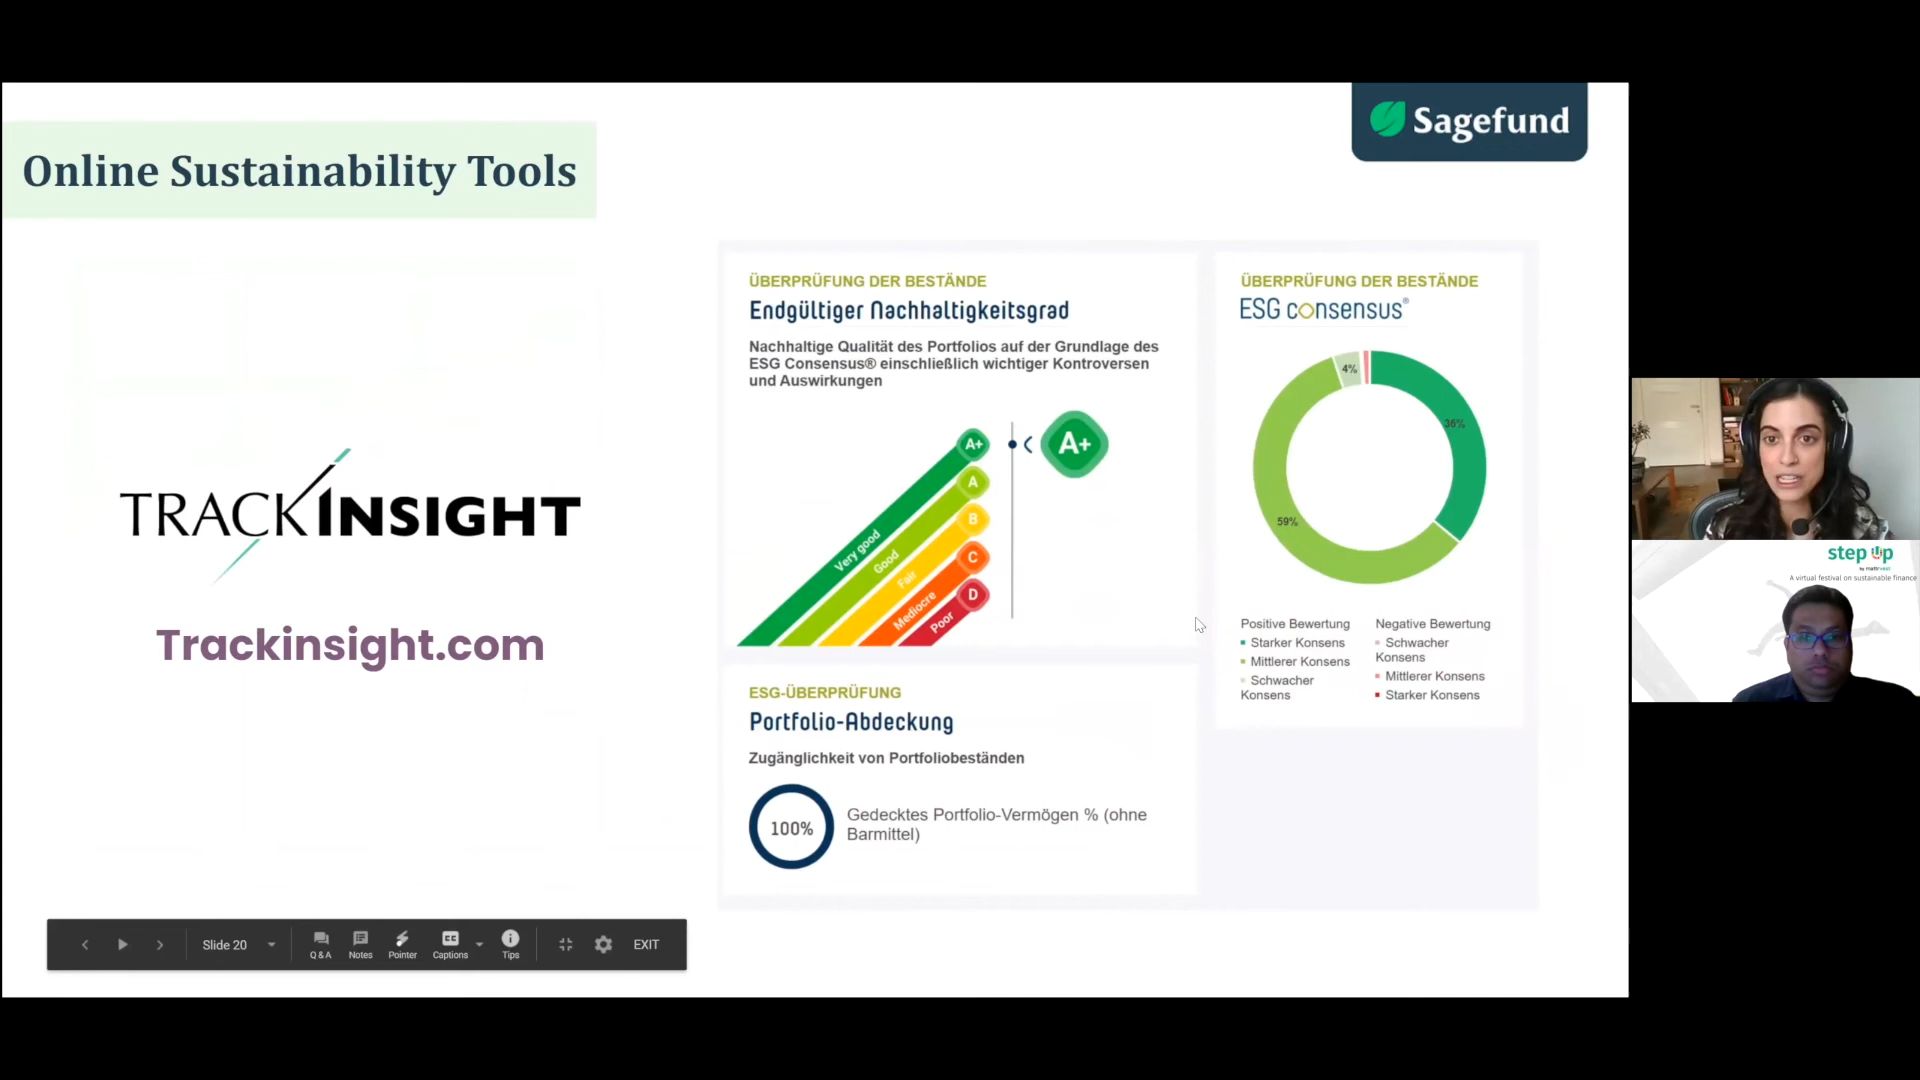 Sagefund
Online Sustainability Tools
TRACKINSIGHT
Trackinsight.com
ÜBERPRÜFUNG DER BESTÄNDE
Endgültiger Nachhaltigkeitsgrad
Nachhaltige Qualität des Portfolios auf der Grundlage des
ESG Consensus® einschließlich wichtiger Kontroversen
und Auswirkungen
A+
A+
A
B
C
D
Very good
Good
Fair
Mediocre
Poor
ESG-ÜBERPRÜFUNG
Portfolio-Abdeckung
Zugänglichkeit von Portfoliobeständen
100%
Gedecktes Portfolio-Vermögen % (ohne
Barmittel)
ÜBERPRÜFUNG DER BESTÄNDE
ESG consensus®
4%
36%
59%
Positive Bewertung
Starker Konsens
Mittlerer Konsens
Schwacher
Konsens
Negative Bewertung
Schwacher
Konsens
Mittlerer Konsens
Starker Konsens
Slide 20
Q & A
Notes
Pointer
CC
Captions
Tips
EXIT
step up
by mattrvest
A virtual festival on sustainable finance